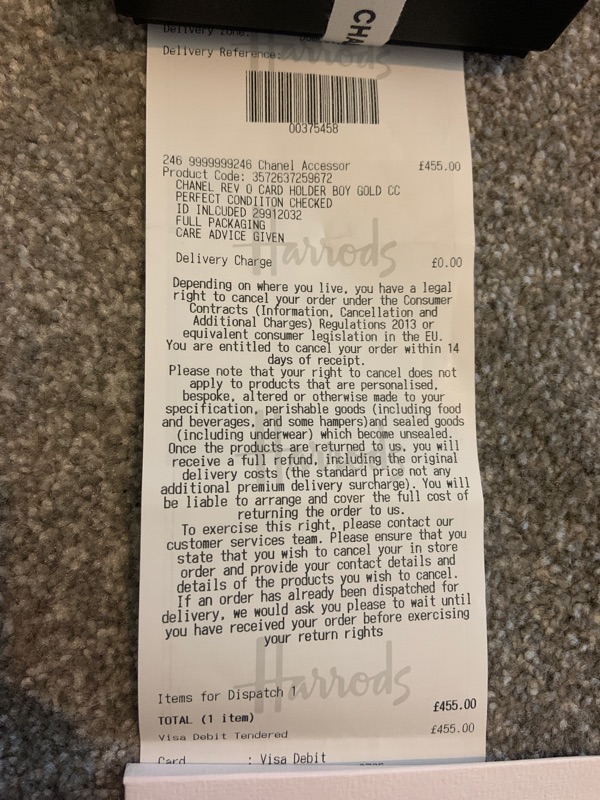 CHA
Delivery Zone:
Delivery Reference:
Harrods
00375458
246 9999999246 Chanel Accessor £455.00
Product Code: 3572637259672
CHANEL REV O CARD HOLDER BOY GOLD CC
PERFECT CONDIITON CHECKED
ID INLCUDED 29912032
FULL PACKAGING
CARE ADVICE GIVEN
Harrods
Delivery Charge £0.00
Depending on where you live, you have a legal
right to cancel your order under the Consumer
Contracts (Information, Cancellation and
Additional Charges) Regulations 2013 or
equivalent consumer legislation in the EU.
You are entitled to cancel your order within 14
days of receipt.
Please note that your right to cancel does not
apply to products that are personalised,
bespoke, altered or otherwise made to your
specification, perishable goods (including food
and beverages, and some hampers)and sealed goods
(including underwear) which become unsealed.
Once the products are returned to us, you will
receive a full refund, including the original
delivery costs (the standard price not any
additional premium delivery surcharge). You will
be liable to arrange and cover the full cost of
returning the order to us.
Harrods
To exercise this right, please contact our
customer services team. Please ensure that you
state that you wish to cancel your in store
order and provide your contact details and
details of the products you wish to cancel.
If an order has already been dispatched for
delivery, we would ask you please to wait until
you have received your order before exercising
your return rights
Harrods
Items for Dispatch 1
TOTAL (1 item) £455.00
Visa Debit Tendered £455.00
Card : Visa Debit